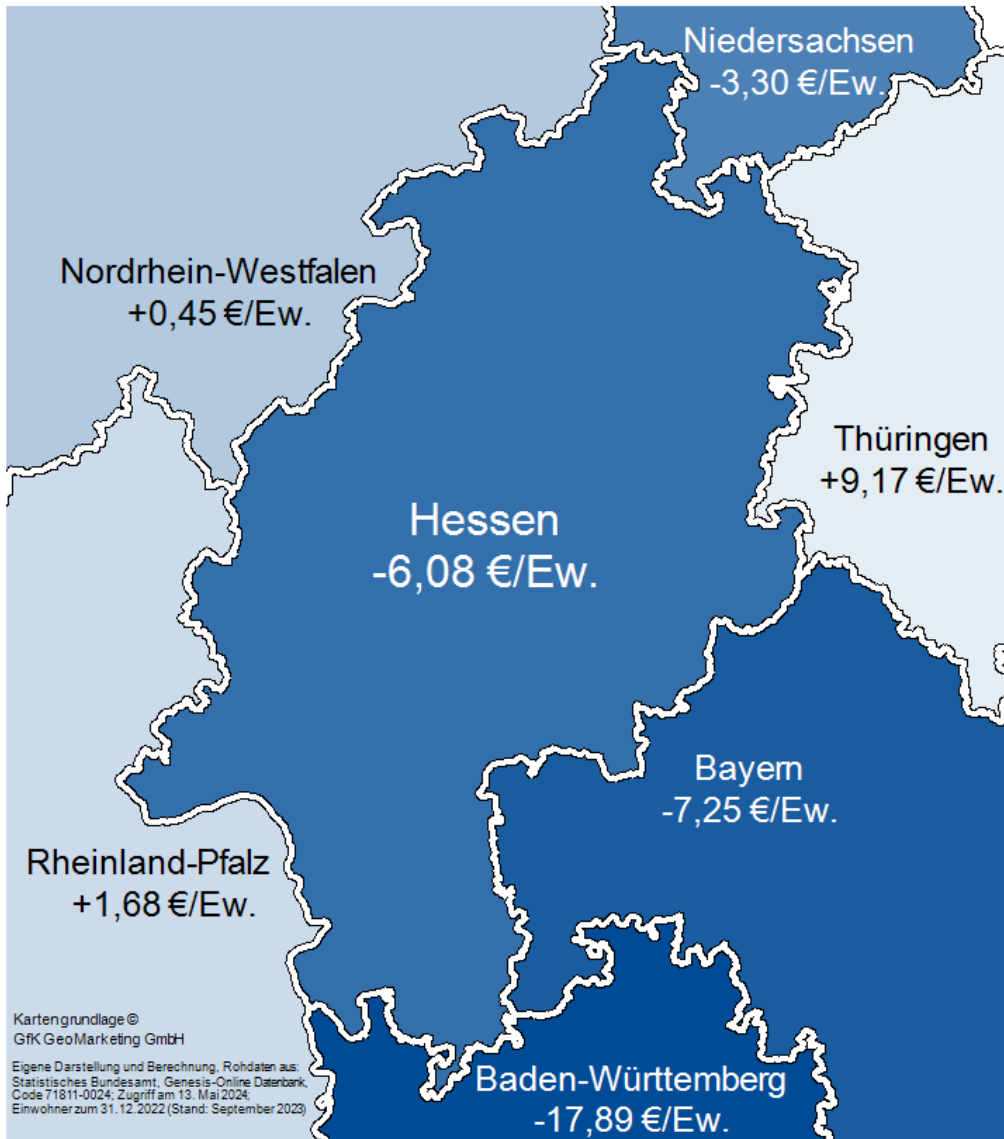 Niedersachsen
-3,30 €/Ew.
Nordrhein-Westfalen
+0,45 €/Ew.
Thüringen
+9,17 €/Ew.
Hessen
-6,08 €/Ew.
Bayern
-7,25 €/Ew.
Rheinland-Pfalz
+1,68 €/Ew.
Kartengrundlage ©
GfK GeoMarketing GmbH
Eigene Darstellung und Berechnung, Rohdaten aus:
Statistisches Bundesamt, Genesis-Online Datenbank,
Code 71811-0024; Zugriff am 13. Mai 2024;
Einwohner zum 31.12.2022 (Stand: September 2023)
Baden-Württemberg
-17,89 €/Ew.